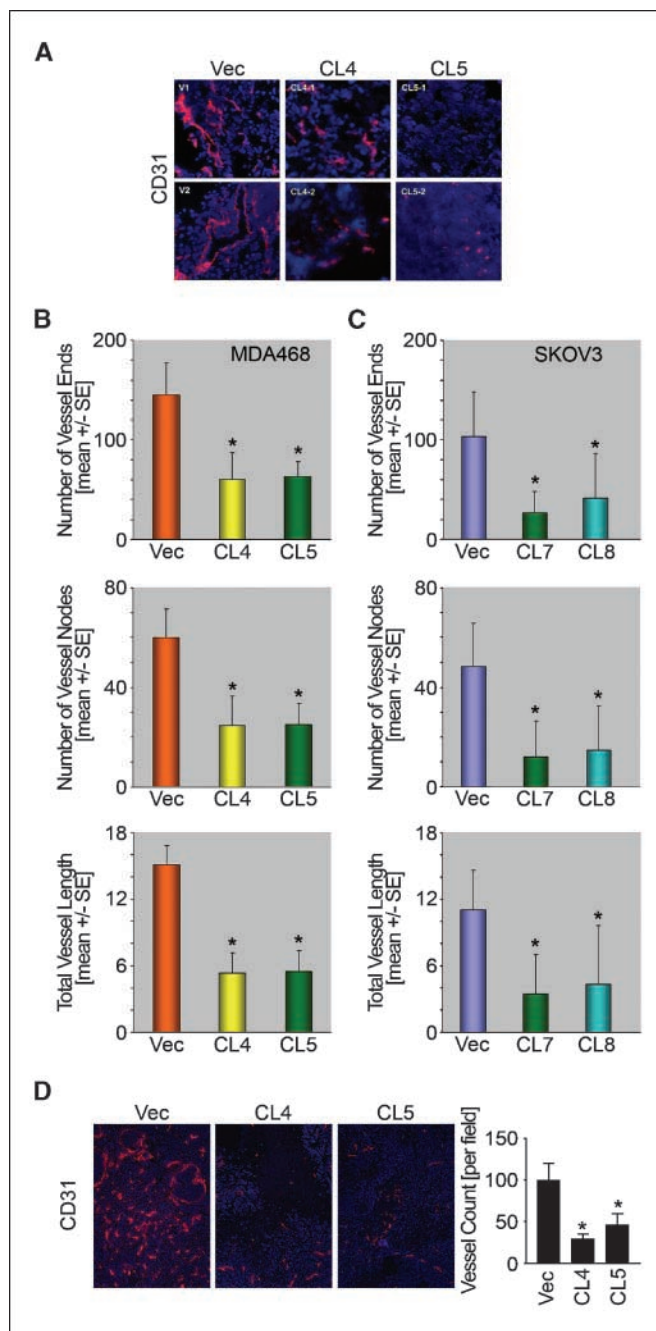 A
Vec CL4 CL5
CD31
V1 CL4-1 CL5-1
V2 CL4-2 CL5-2
B
MDA468
Number of Vessel Ends
[mean +/- SE]
200
100
0
Vec CL4 CL5
Number of Vessel Nodes
[mean +/- SE]
80
40
0
Vec CL4 CL5
Total Vessel Length
[mean +/- SE]
18
12
6
0
Vec CL4 CL5
* *
* *
* *
C
SKOV3
Number of Vessel Ends
[mean +/- SE]
200
100
0
Vec CL7 CL8
Number of Vessel Nodes
[mean +/- SE]
80
40
0
Vec CL7 CL8
Total Vessel Length
[mean +/- SE]
18
12
6
0
Vec CL7 CL8
* *
* *
* *
D
Vec CL4 CL5
CD31
Vessel Count [per field]
150
100
50
0
* *
Vec CL4 CL5